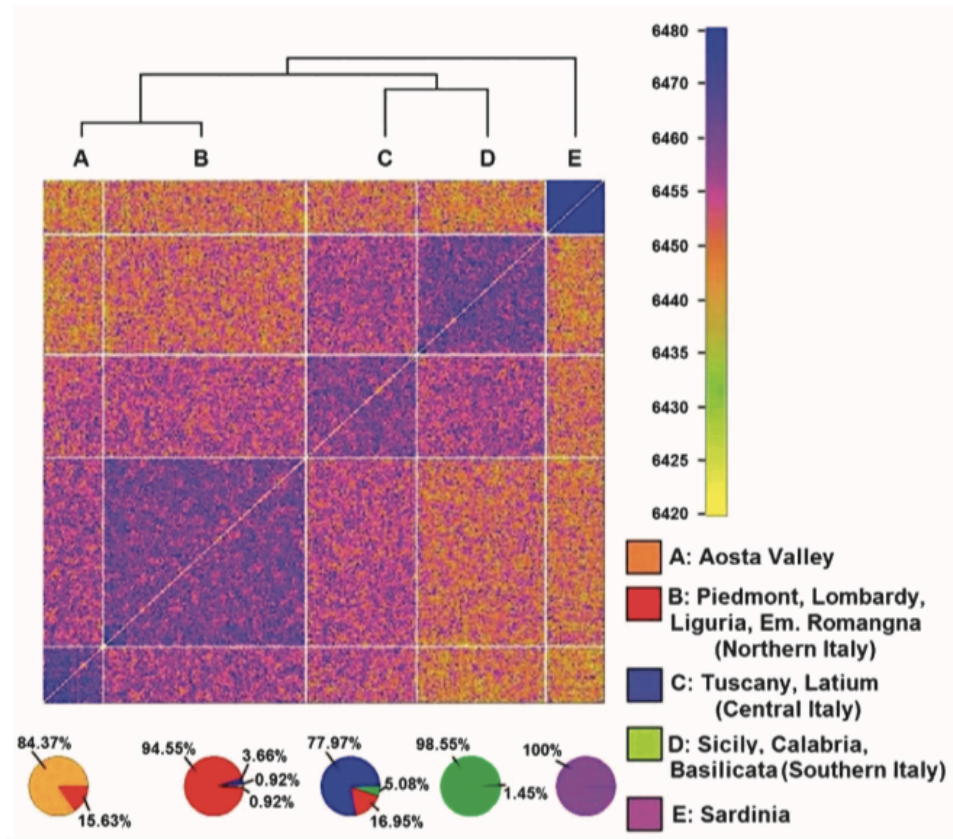 A B C D E
6480
6470
6460
6455
6450
6440
6435
6430
6425
6420
A: Aosta Valley
B: Piedmont, Lombardy,
Liguria, Em. Romangna
(Northern Italy)
C: Tuscany, Latium
(Central Italy)
D: Sicily, Calabria,
Basilicata (Southern Italy)
E: Sardinia
84.37%
15.63%
94.55%
3.66%
0.92%
0.92%
77.97%
5.08%
16.95%
98.55%
1.45%
100%